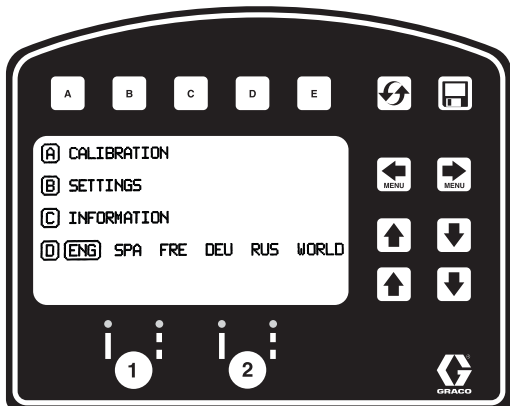 A B C D E
A CALIBRATION
MENU MENU
B SETTINGS
C INFORMATION
D ENG SPA FRE DEU RUS WORLD
1 2
G
GRACO